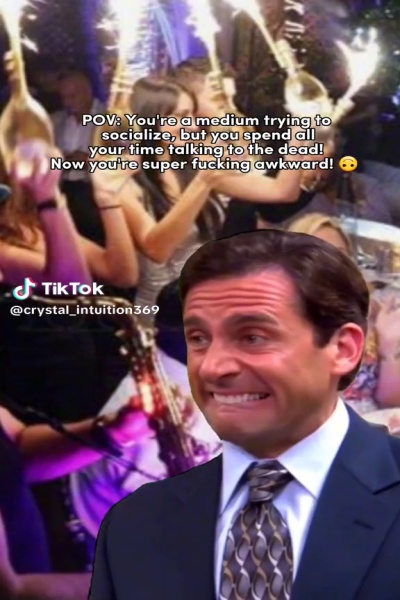 POV: You're a medium trying to
socialize, but you spend all
your time talking to the dead!
Now you're super fucking awkward! 🙃
TikTok
@crystal_intuition369